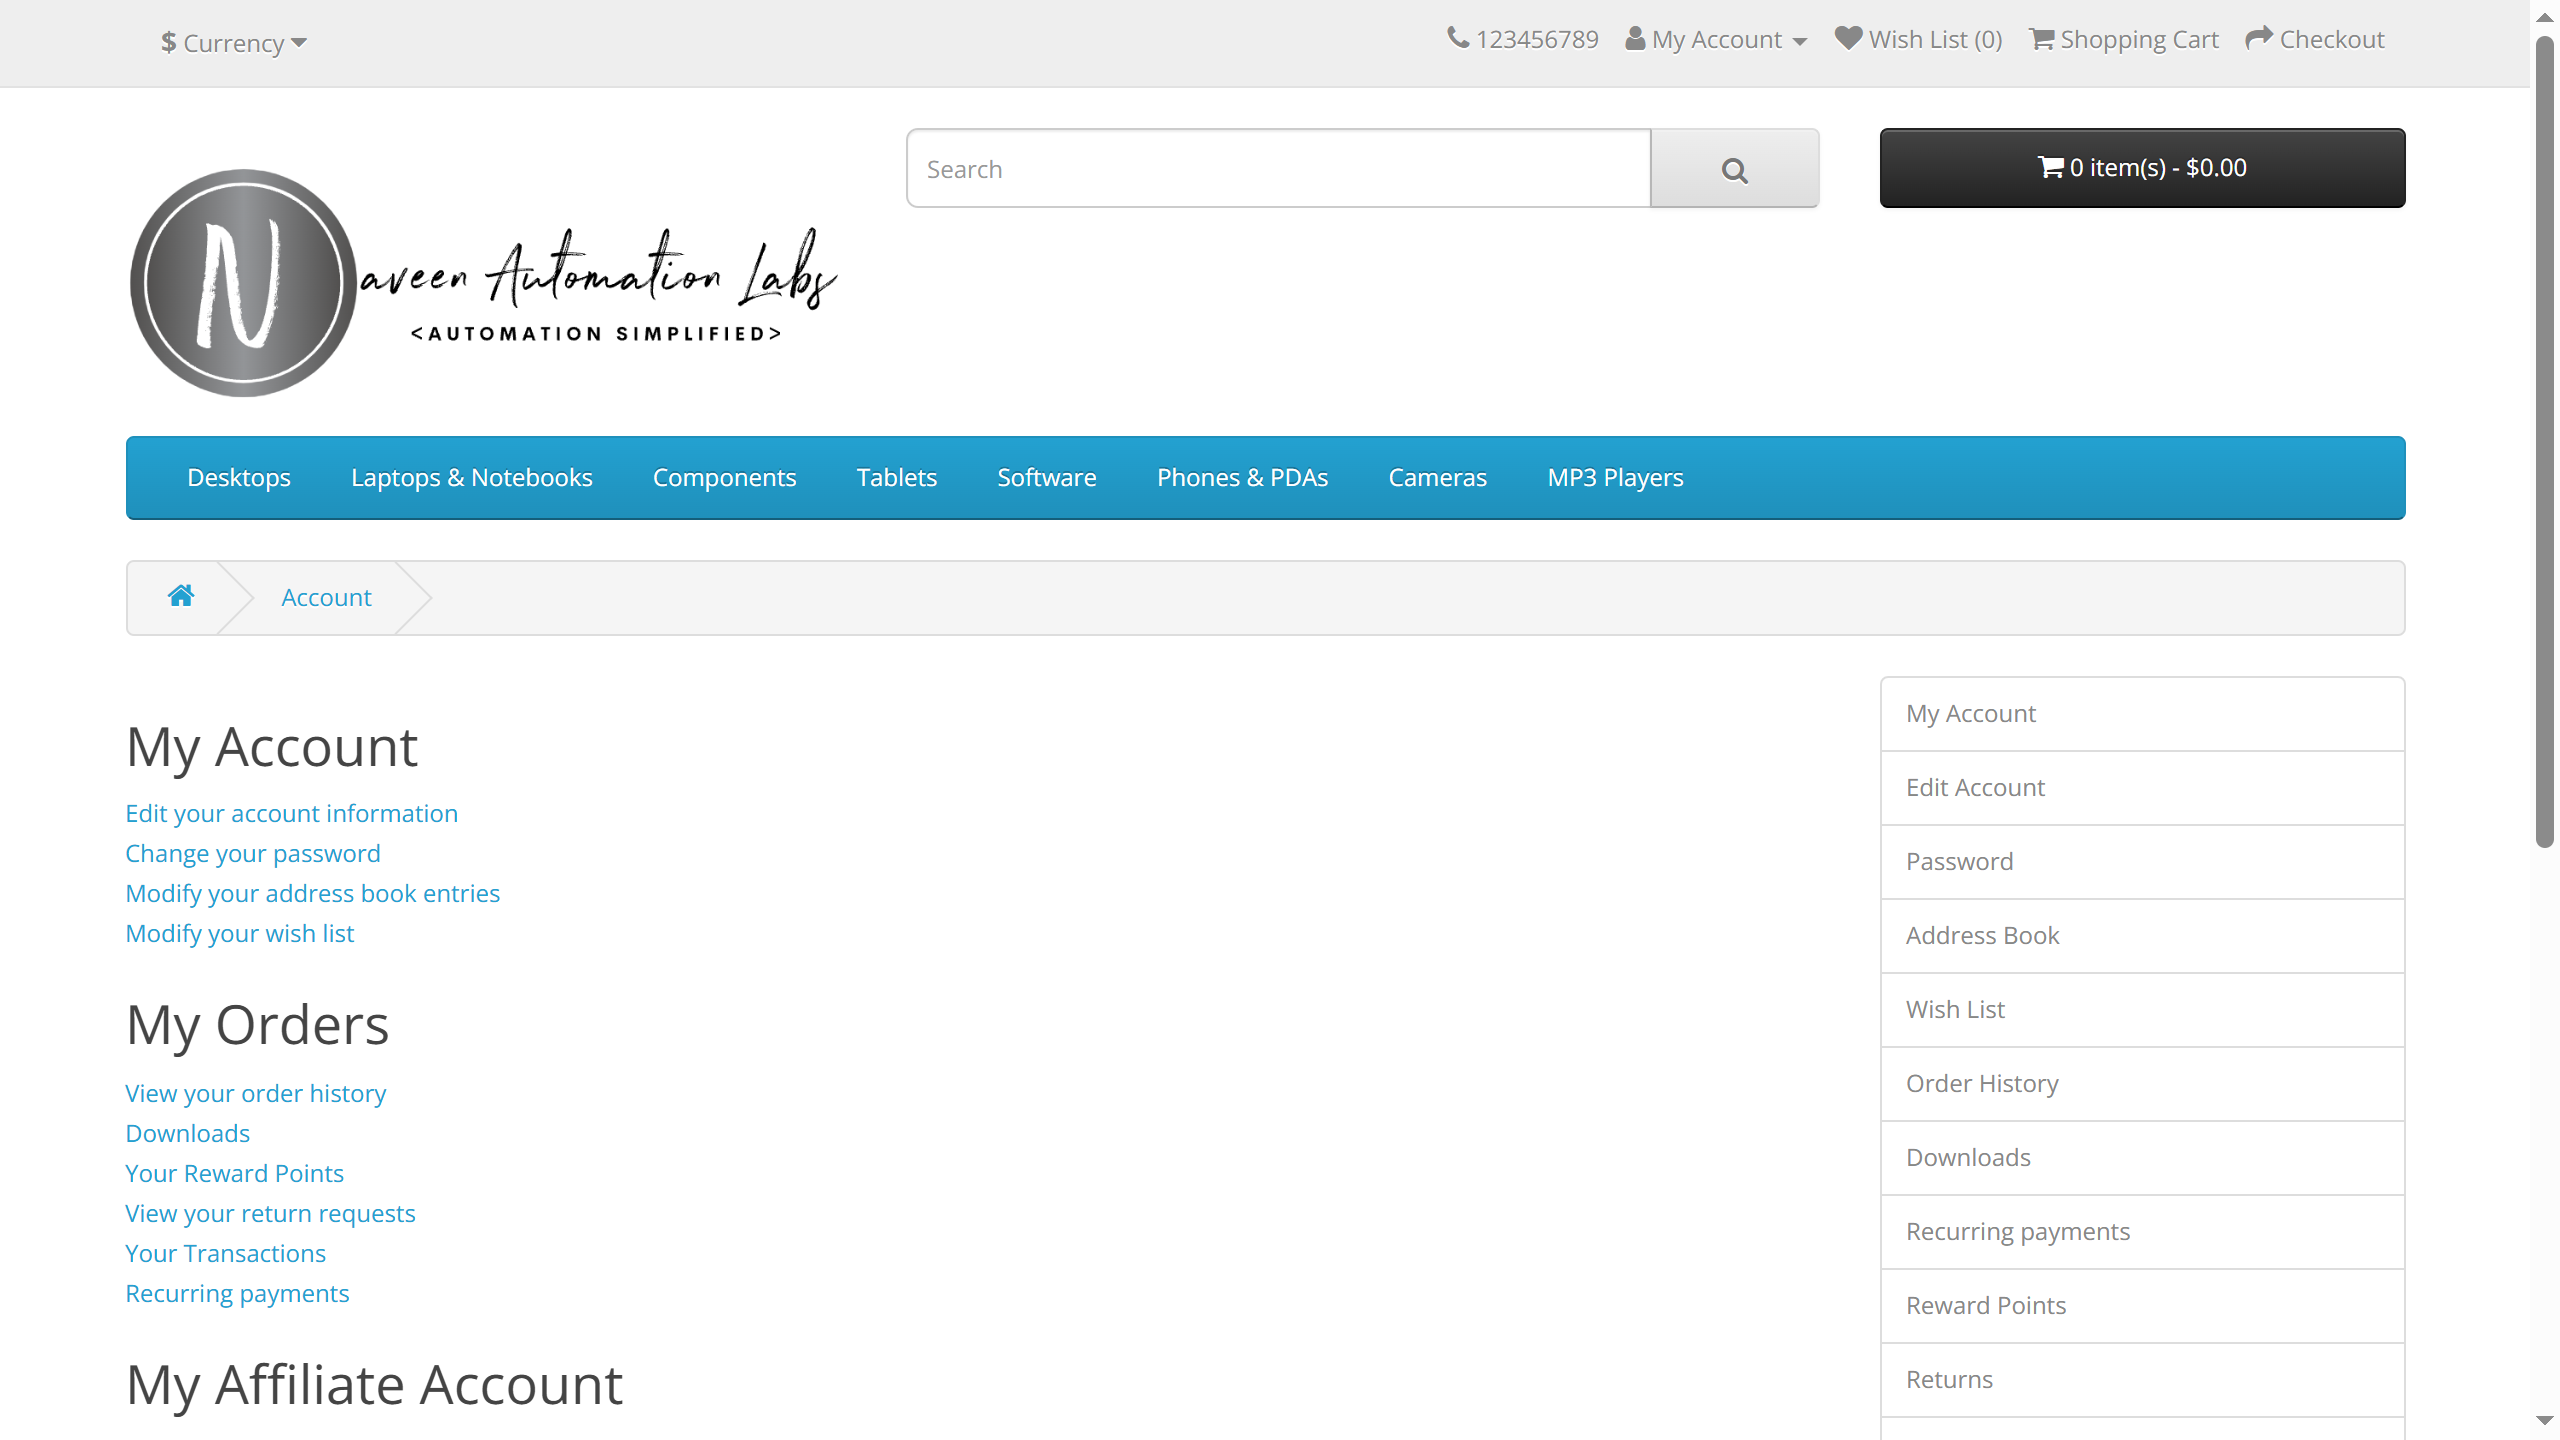 $ Currency
123456789 My Account Wish List (0) Shopping Cart Checkout
Search
0 item(s) - $0.00
Naveen Automation Labs
<AUTOMATION SIMPLIFIED>
Desktops Laptops & Notebooks Components Tablets Software Phones & PDAs Cameras MP3 Players
Account
My Account
Edit your account information
Change your password
Modify your address book entries
Modify your wish list
My Orders
View your order history
Downloads
Your Reward Points
View your return requests
Your Transactions
Recurring payments
My Affiliate Account
My Account
Edit Account
Password
Address Book
Wish List
Order History
Downloads
Recurring payments
Reward Points
Returns